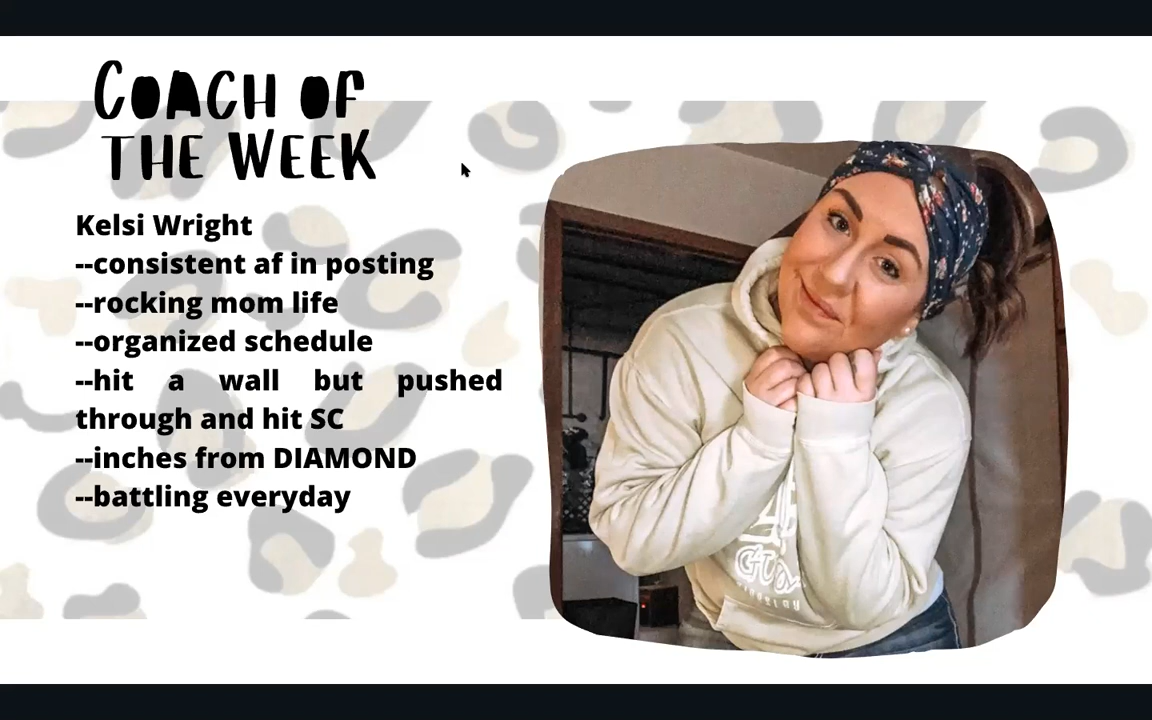 COACH OF
THE WEEK
Kelsi Wright
--consistent af in posting
--rocking mom life
--organized schedule
--hit a wall but pushed
through and hit SC
--inches from DIAMOND
--battling everyday